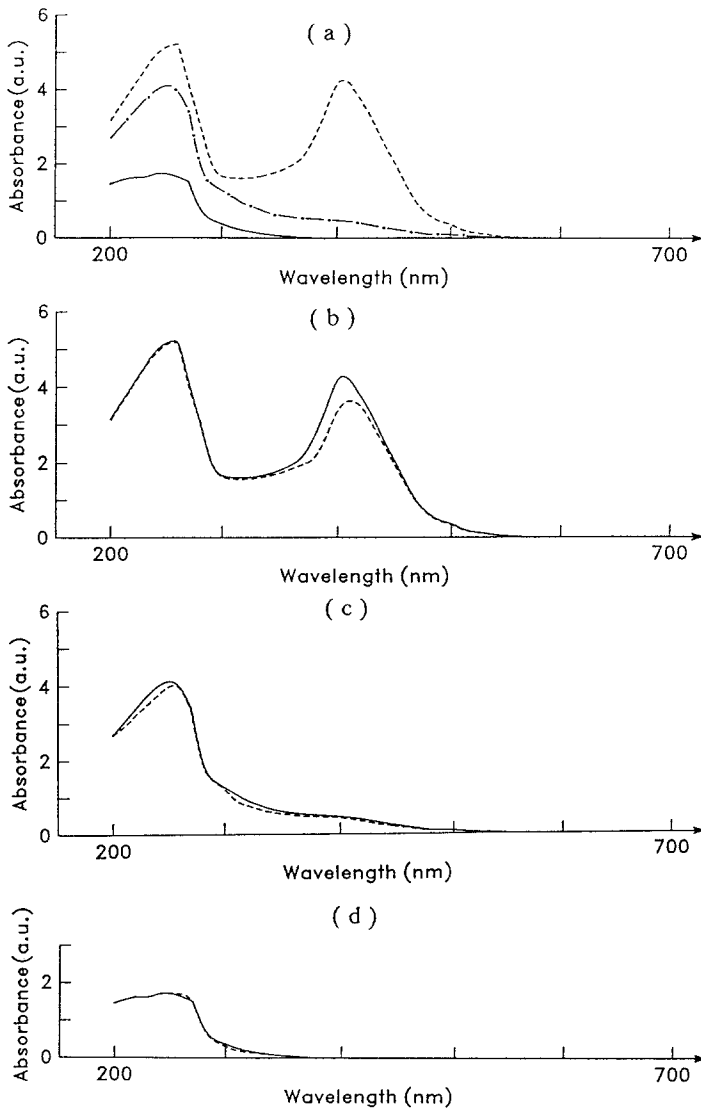 ( a )
Absorbance (a.u.)
6
4
2
0
200
700
Wavelength (nm)
( b )
Absorbance (a.u.)
6
4
2
0
200
700
Wavelength (nm)
( c )
Absorbance (a.u.)
6
4
2
0
200
700
Wavelength (nm)
( d )
Absorbance (a.u.)
2
0
200
700
Wavelength (nm)